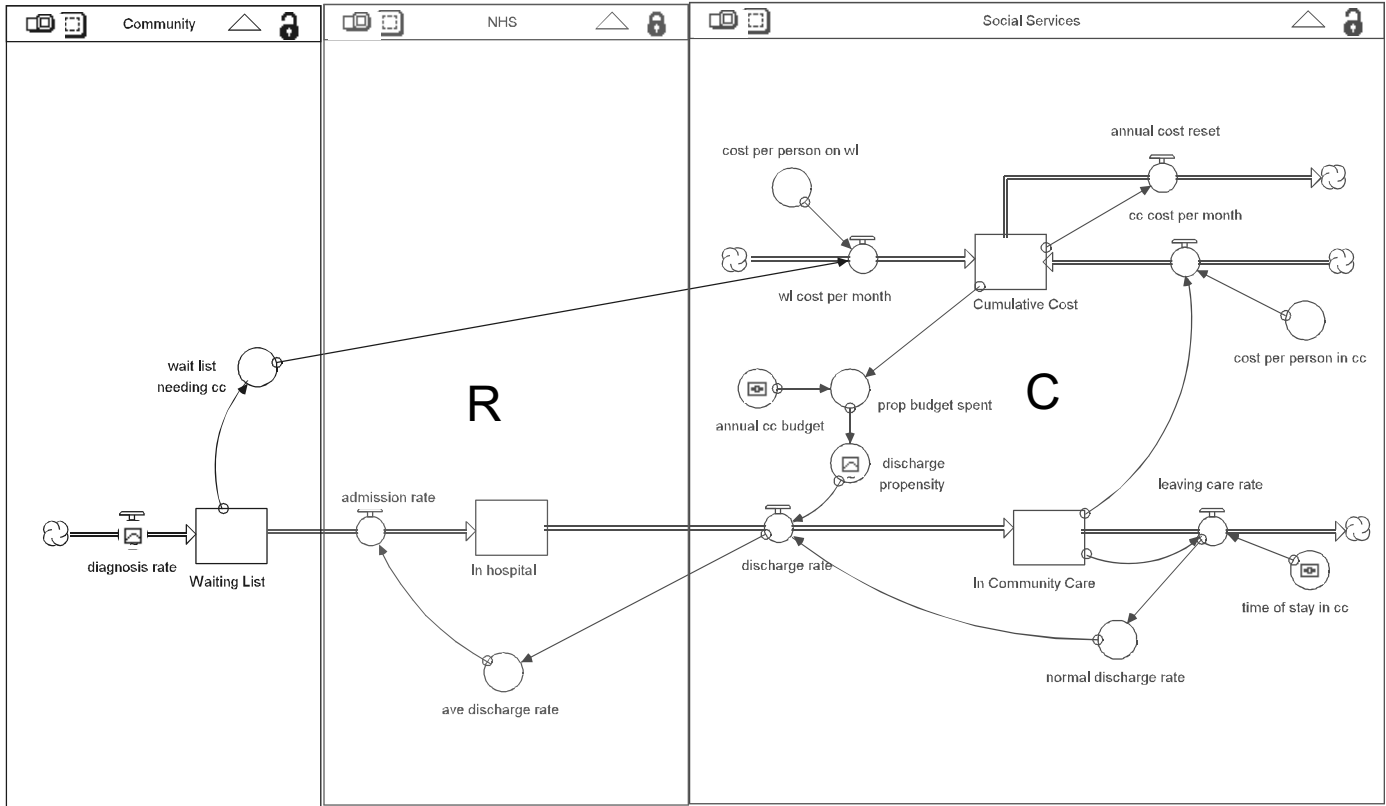 Community
NHS
Social Services
annual cost reset
cost per person on wl
cc cost per month
wl cost per month
Cumulative Cost
wait list
needing cc
cost per person in cc
R
C
annual cc budget
prop budget spent
discharge
propensity
leaving care rate
admission rate
diagnosis rate
Waiting List
In hospital
discharge rate
In Community Care
time of stay in cc
normal discharge rate
ave discharge rate